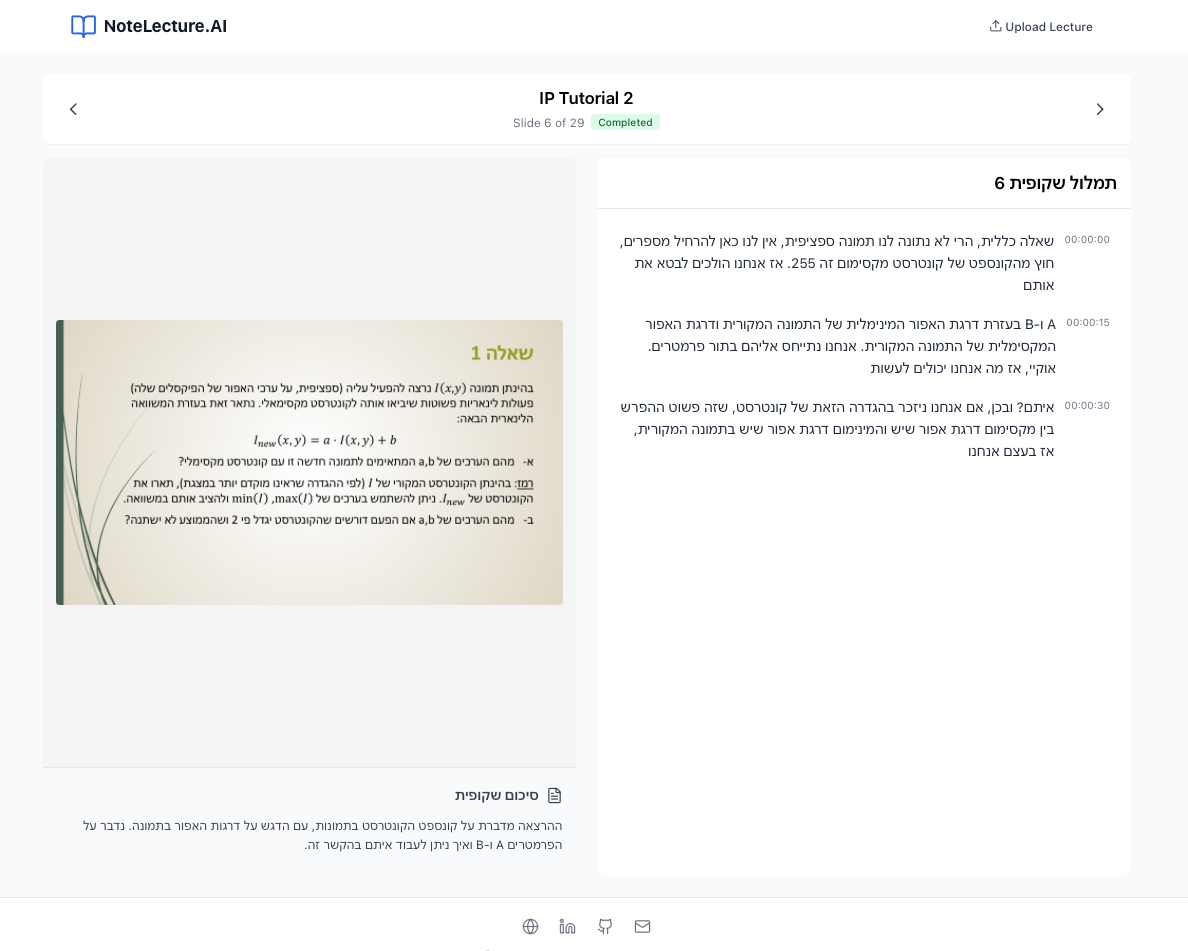 NoteLecture.AI
Upload Lecture
IP Tutorial 2
Slide 6 of 29 Completed
שאלה 1
בהינתן תמונה I(x,y) נרצה להפעיל עליה (ספציפית, על ערכי האפור של הפיקסלים שלה)
פעולות לינאריות פשוטות שיביאו אותה לקונטרסט מקסימאלי. נתאר זאת בעזרת המשוואה
הלינארית הבאה:
I_new(x, y) = a · I(x, y) + b
א- מהם הערכים של a,b המתאימים לתמונה חדשה זו עם קונטרסט מקסימלי?
רמז: בהינתן הקונטרסט המקורי של I (לפי ההגדרה שראינו מוקדם יותר במצגת), תארו את
הקונטרסט של I_new. ניתן להשתמש בערכים של min(I) ,max(I) ולהציב אותם במשוואה.
ב- מהם הערכים של a,b אם הפעם דורשים שהקונטרסט יגדל פי 2 ושהממוצע לא ישתנה?
סיכום שקופית
ההרצאה מדברת על קונספט הקונטרסט בתמונות, עם הדגש על דרגות האפור בתמונה. נדבר על
הפרמטרים A ו-B ואיך ניתן לעבוד איתם בהקשר זה.
תמלול שקופית 6
00:00:00 שאלה כללית, הרי לא נתונה לנו תמונה ספציפית, אין לנו כאן להרחיל מספרים,
חוץ מהקונספט של קונטרסט מקסימום זה 255. אז אנחנו הולכים לבטא את
אותם
00:00:15 A ו-B בעזרת דרגת האפור המינימלית של התמונה המקורית ודרגת האפור
המקסימלית של התמונה המקורית. אנחנו נתייחס אליהם בתור פרמטרים.
אוקיי, אז מה אנחנו יכולים לעשות
00:00:30 איתם? ובכן, אם אנחנו ניזכר בהגדרה הזאת של קונטרסט, שזה פשוט ההפרש
בין מקסימום דרגת אפור שיש והמינימום דרגת אפור שיש בתמונה המקורית,
אז בעצם אנחנו